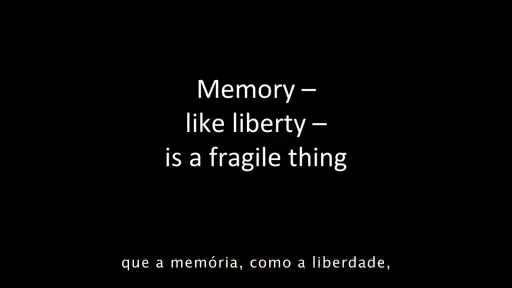 Memory –
like liberty –
is a fragile thing
que a memória, como a liberdade,